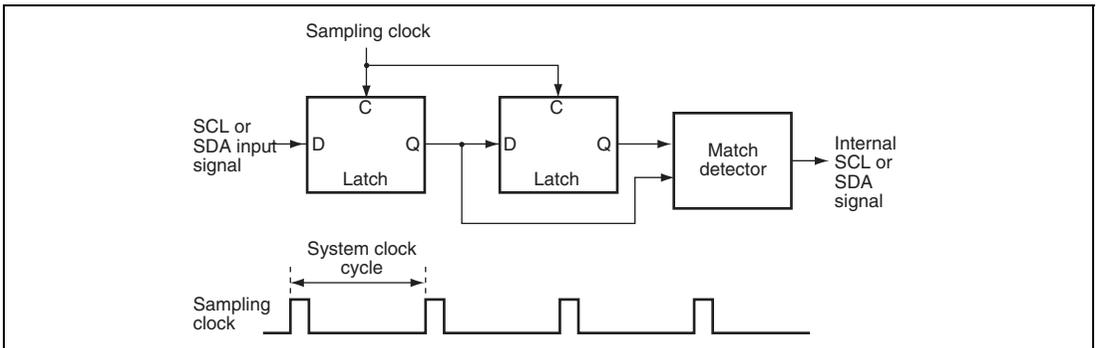 Sampling clock
C
C
SCL or
SDA input
signal
D
Q
Latch
D
Q
Latch
Match
detector
Internal
SCL or
SDA
signal
System clock
cycle
Sampling
clock